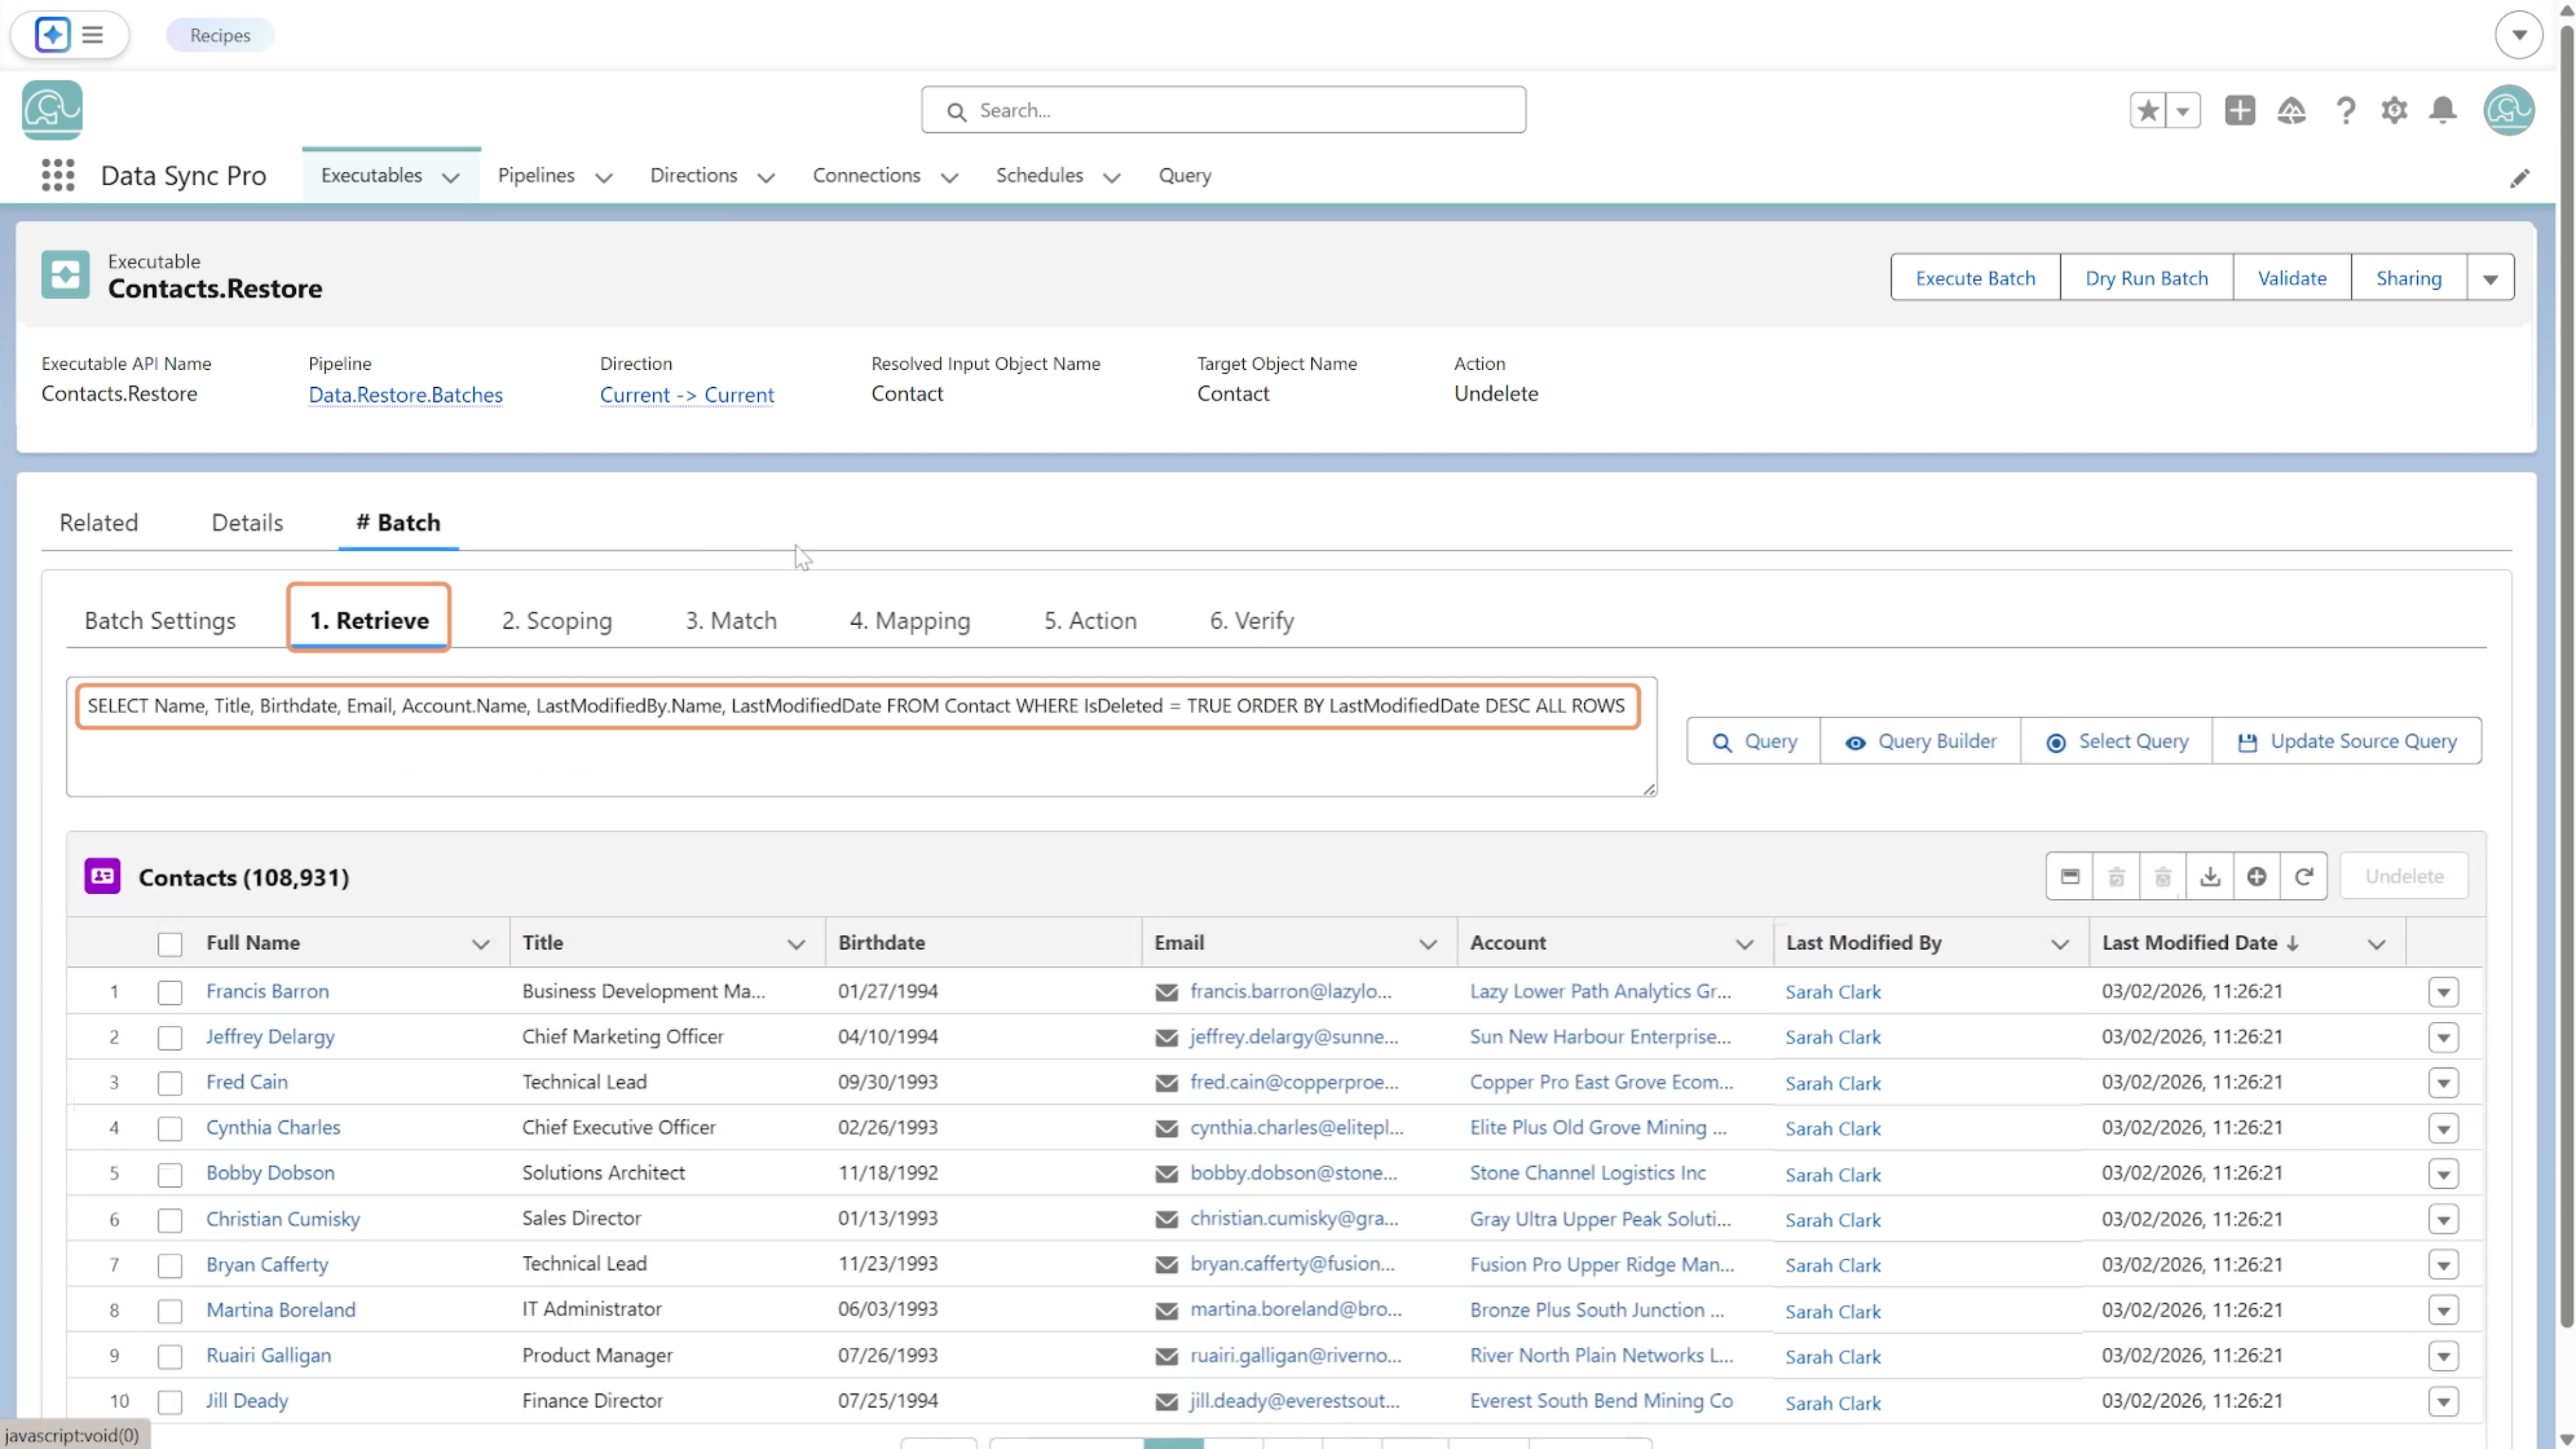 Recipes
Search...
Data Sync Pro
Executables
Pipelines
Directions
Connections
Schedules
Query
Executable
Contacts.Restore
Execute Batch
Dry Run Batch
Validate
Sharing
Executable API Name
Pipeline
Direction
Resolved Input Object Name
Target Object Name
Action
Contacts.Restore
Data.Restore.Batches
Current -> Current
Contact
Contact
Undelete
Related
Details
# Batch
Batch Settings
1. Retrieve
2. Scoping
3. Match
4. Mapping
5. Action
6. Verify
SELECT Name, Title, Birthdate, Email, Account.Name, LastModifiedBy.Name, LastModifiedDate FROM Contact WHERE IsDeleted = TRUE ORDER BY LastModifiedDate DESC ALL ROWS
Query
Query Builder
Select Query
Update Source Query
Contacts (108,931)
Undelete
Full Name Title Birthdate Email Account Last Modified By Last Modified Date
1 Francis Barron Business Development Ma... 01/27/1994 francis.barron@lazylo... Lazy Lower Path Analytics Gr... Sarah Clark 03/02/2026, 11:26:21
2 Jeffrey Delargy Chief Marketing Officer 04/10/1994 jeffrey.delargy@sunne... Sun New Harbour Enterprise... Sarah Clark 03/02/2026, 11:26:21
3 Fred Cain Technical Lead 09/30/1993 fred.cain@copperproe... Copper Pro East Grove Ecom... Sarah Clark 03/02/2026, 11:26:21
4 Cynthia Charles Chief Executive Officer 02/26/1993 cynthia.charles@elitepl... Elite Plus Old Grove Mining ... Sarah Clark 03/02/2026, 11:26:21
5 Bobby Dobson Solutions Architect 11/18/1992 bobby.dobson@stone... Stone Channel Logistics Inc Sarah Clark 03/02/2026, 11:26:21
6 Christian Cumisky Sales Director 01/13/1993 christian.cumisky@gra... Gray Ultra Upper Peak Soluti... Sarah Clark 03/02/2026, 11:26:21
7 Bryan Cafferty Technical Lead 11/23/1993 bryan.cafferty@fusion... Fusion Pro Upper Ridge Man... Sarah Clark 03/02/2026, 11:26:21
8 Martina Boreland IT Administrator 06/03/1993 martina.boreland@bro... Bronze Plus South Junction ... Sarah Clark 03/02/2026, 11:26:21
9 Ruairi Galligan Product Manager 07/26/1993 ruairi.galligan@riverno... River North Plain Networks L... Sarah Clark 03/02/2026, 11:26:21
10 Jill Deady Finance Director 07/25/1994 jill.deady@everestsout... Everest South Bend Mining Co Sarah Clark 03/02/2026, 11:26:21
javascript:void(0)